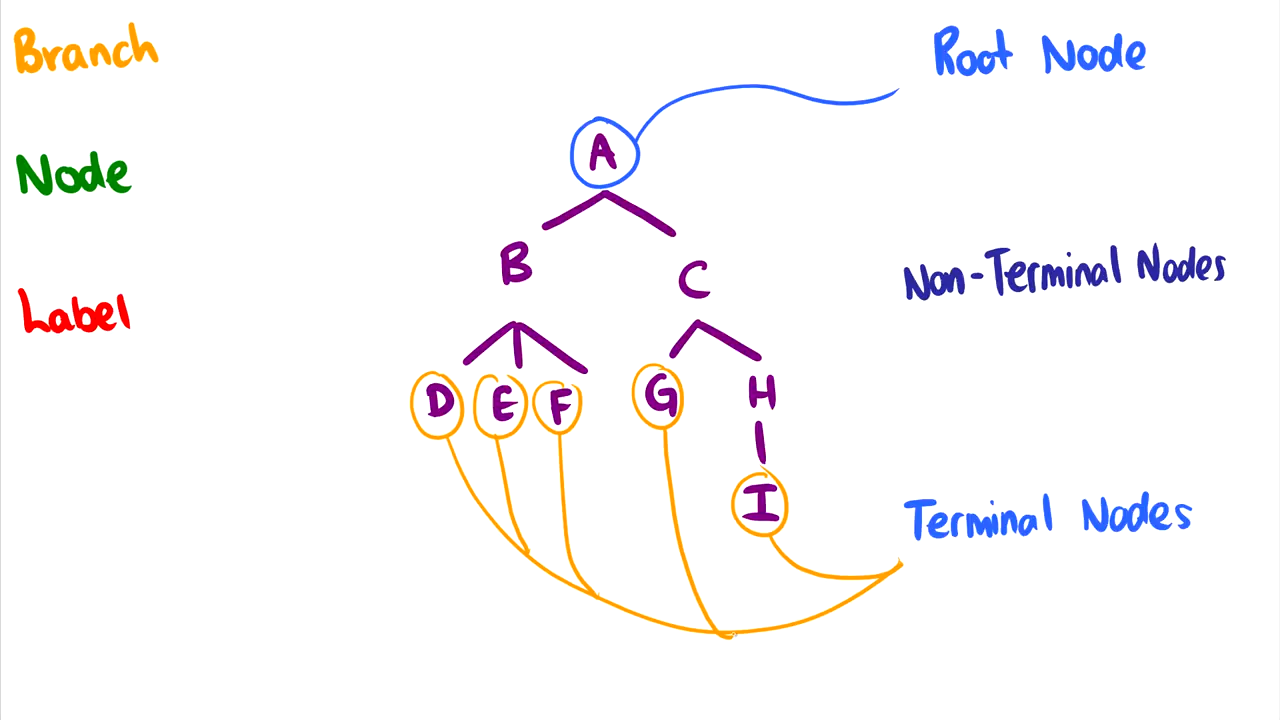 Branch
Root Node
A
Node
B
C
Non-Terminal Nodes
Label
D E F G H
I
Terminal Nodes